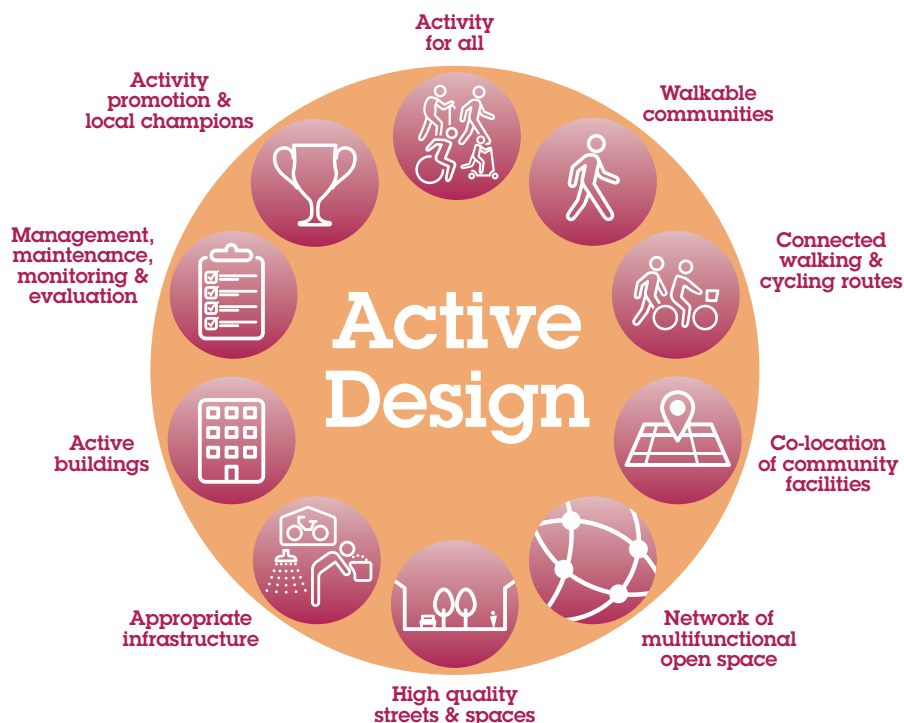 Activity
for all
Walkable
communities
Connected
walking &
cycling routes
Co-location
of community
facilities
Network of
multifunctional
open space
High quality
streets & spaces
Appropriate
infrastructure
Active
buildings
Management,
maintenance,
monitoring &
evaluation
Activity
promotion &
local champions
Active
Design